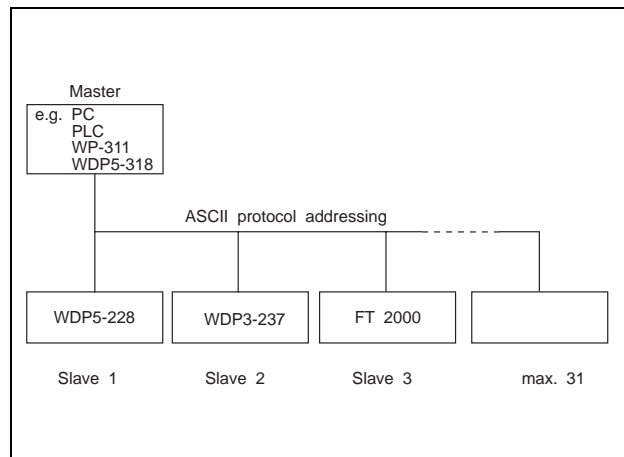 Master
e.g. PC
PLC
WP-311
WDP5-318
ASCII protocol addressing
WDP5-228
WDP3-237
FT 2000
Slave 1
Slave 2
Slave 3
max. 31